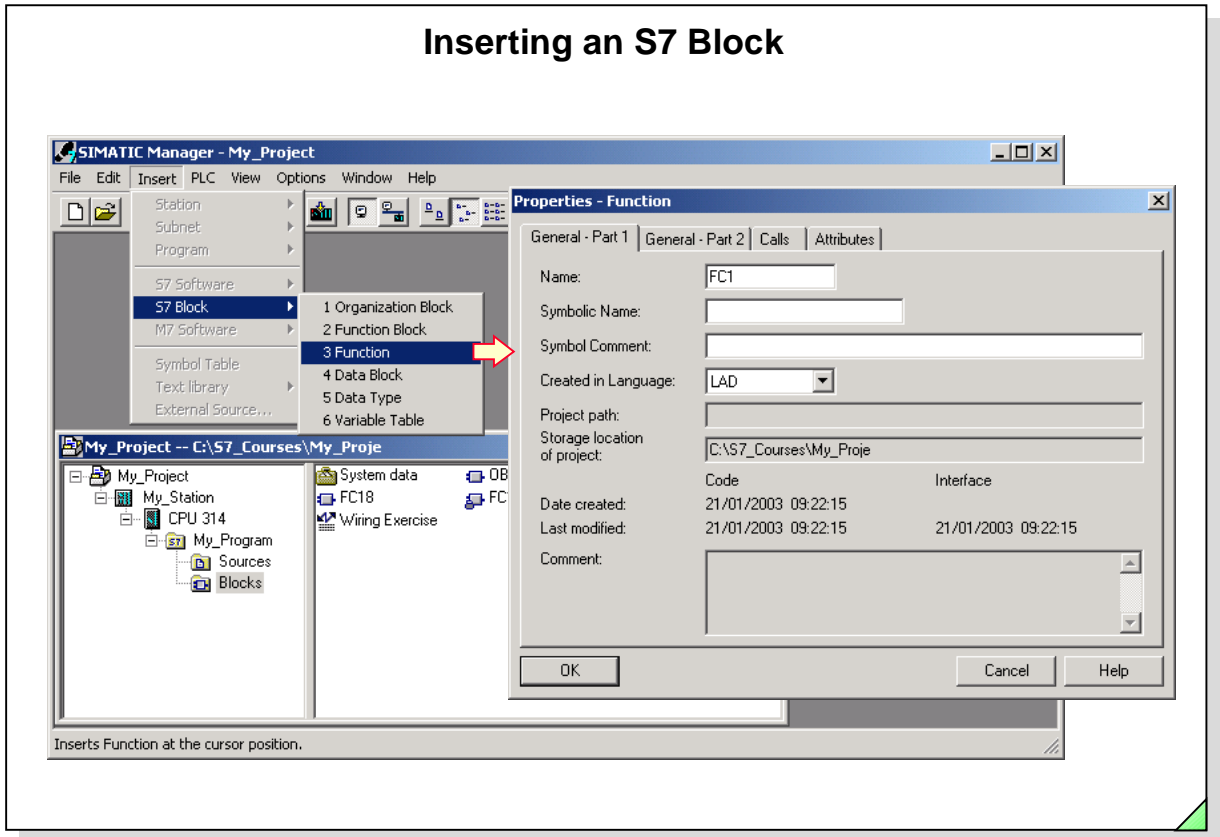 Inserting an S7 Block
SIMATIC Manager - My_Project
File Edit Insert PLC View Options Window Help
Station
Subnet
Program
S7 Software
S7 Block
M7 Software
Symbol Table
Text library
External Source...
1 Organization Block
2 Function Block
3 Function
4 Data Block
5 Data Type
6 Variable Table
My_Project -- C:\S7_Courses\My_Proje
My_Project
My_Station
CPU 314
My_Program
Sources
Blocks
System data
FC18
FC
Wiring Exercise
Inserts Function at the cursor position.
Properties - Function
General - Part 1 General - Part 2 Calls Attributes
Name: FC1
Symbolic Name:
Symbol Comment:
Created in Language: LAD
Project path:
Storage location
of project: C:\S7_Courses\My_Proje
Code Interface
Date created: 21/01/2003 09:22:15
Last modified: 21/01/2003 09:22:15 21/01/2003 09:22:15
Comment:
OK Cancel Help